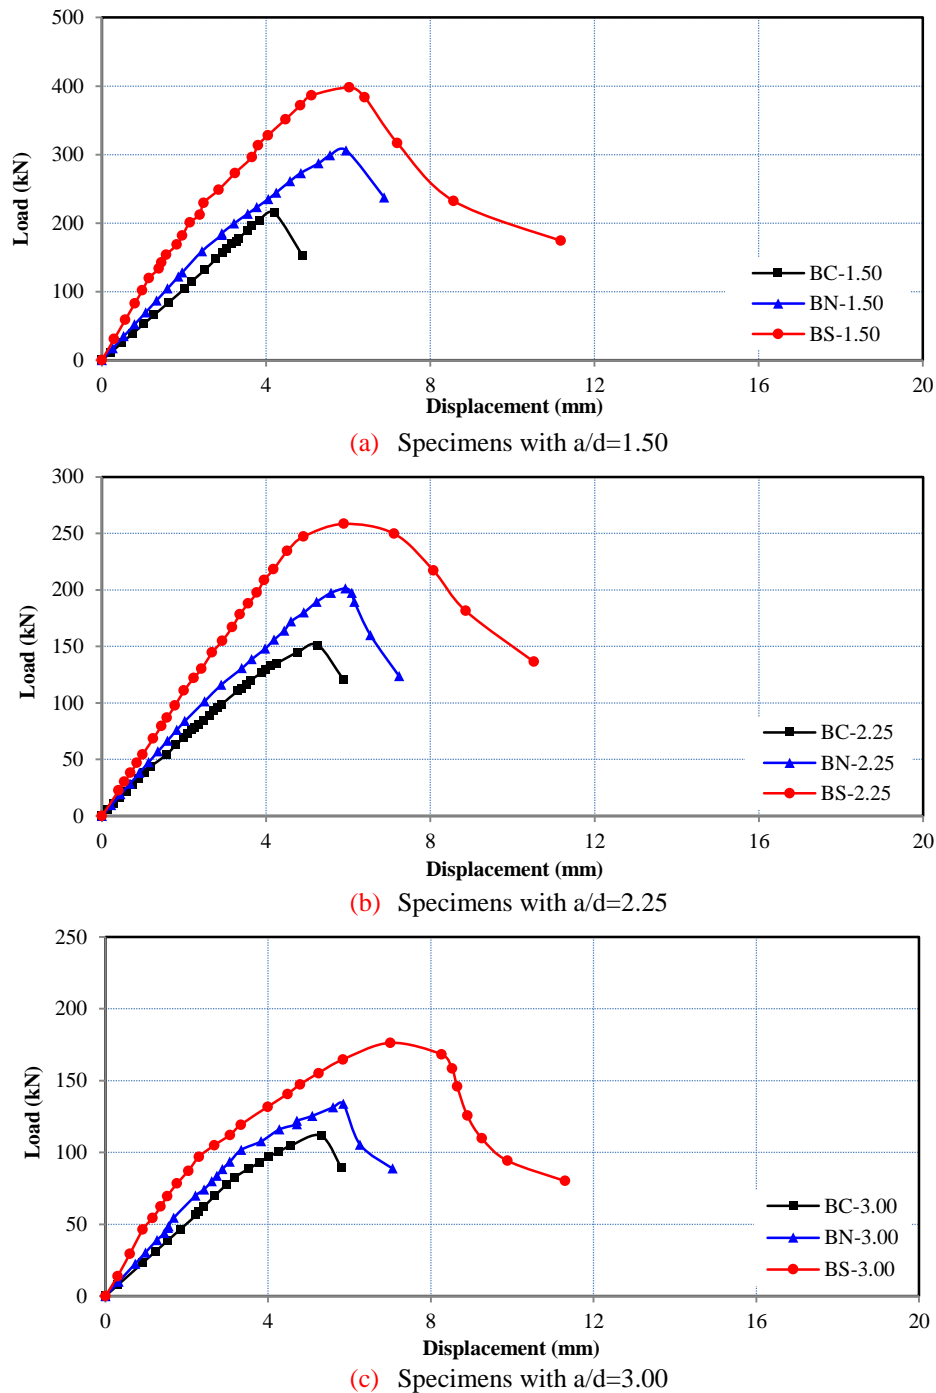 500
400
300
200
100
0
Load (kN)
BC-1.50
BN-1.50
BS-1.50
0 4 8 12 16 20
Displacement (mm)
(a) Specimens with a/d=1.50
300
250
200
150
100
50
0
Load (kN)
BC-2.25
BN-2.25
BS-2.25
0 4 8 12 16 20
Displacement (mm)
(b) Specimens with a/d=2.25
250
200
150
100
50
0
Load (kN)
BC-3.00
BN-3.00
BS-3.00
0 4 8 12 16 20
Displacement (mm)
(c) Specimens with a/d=3.00